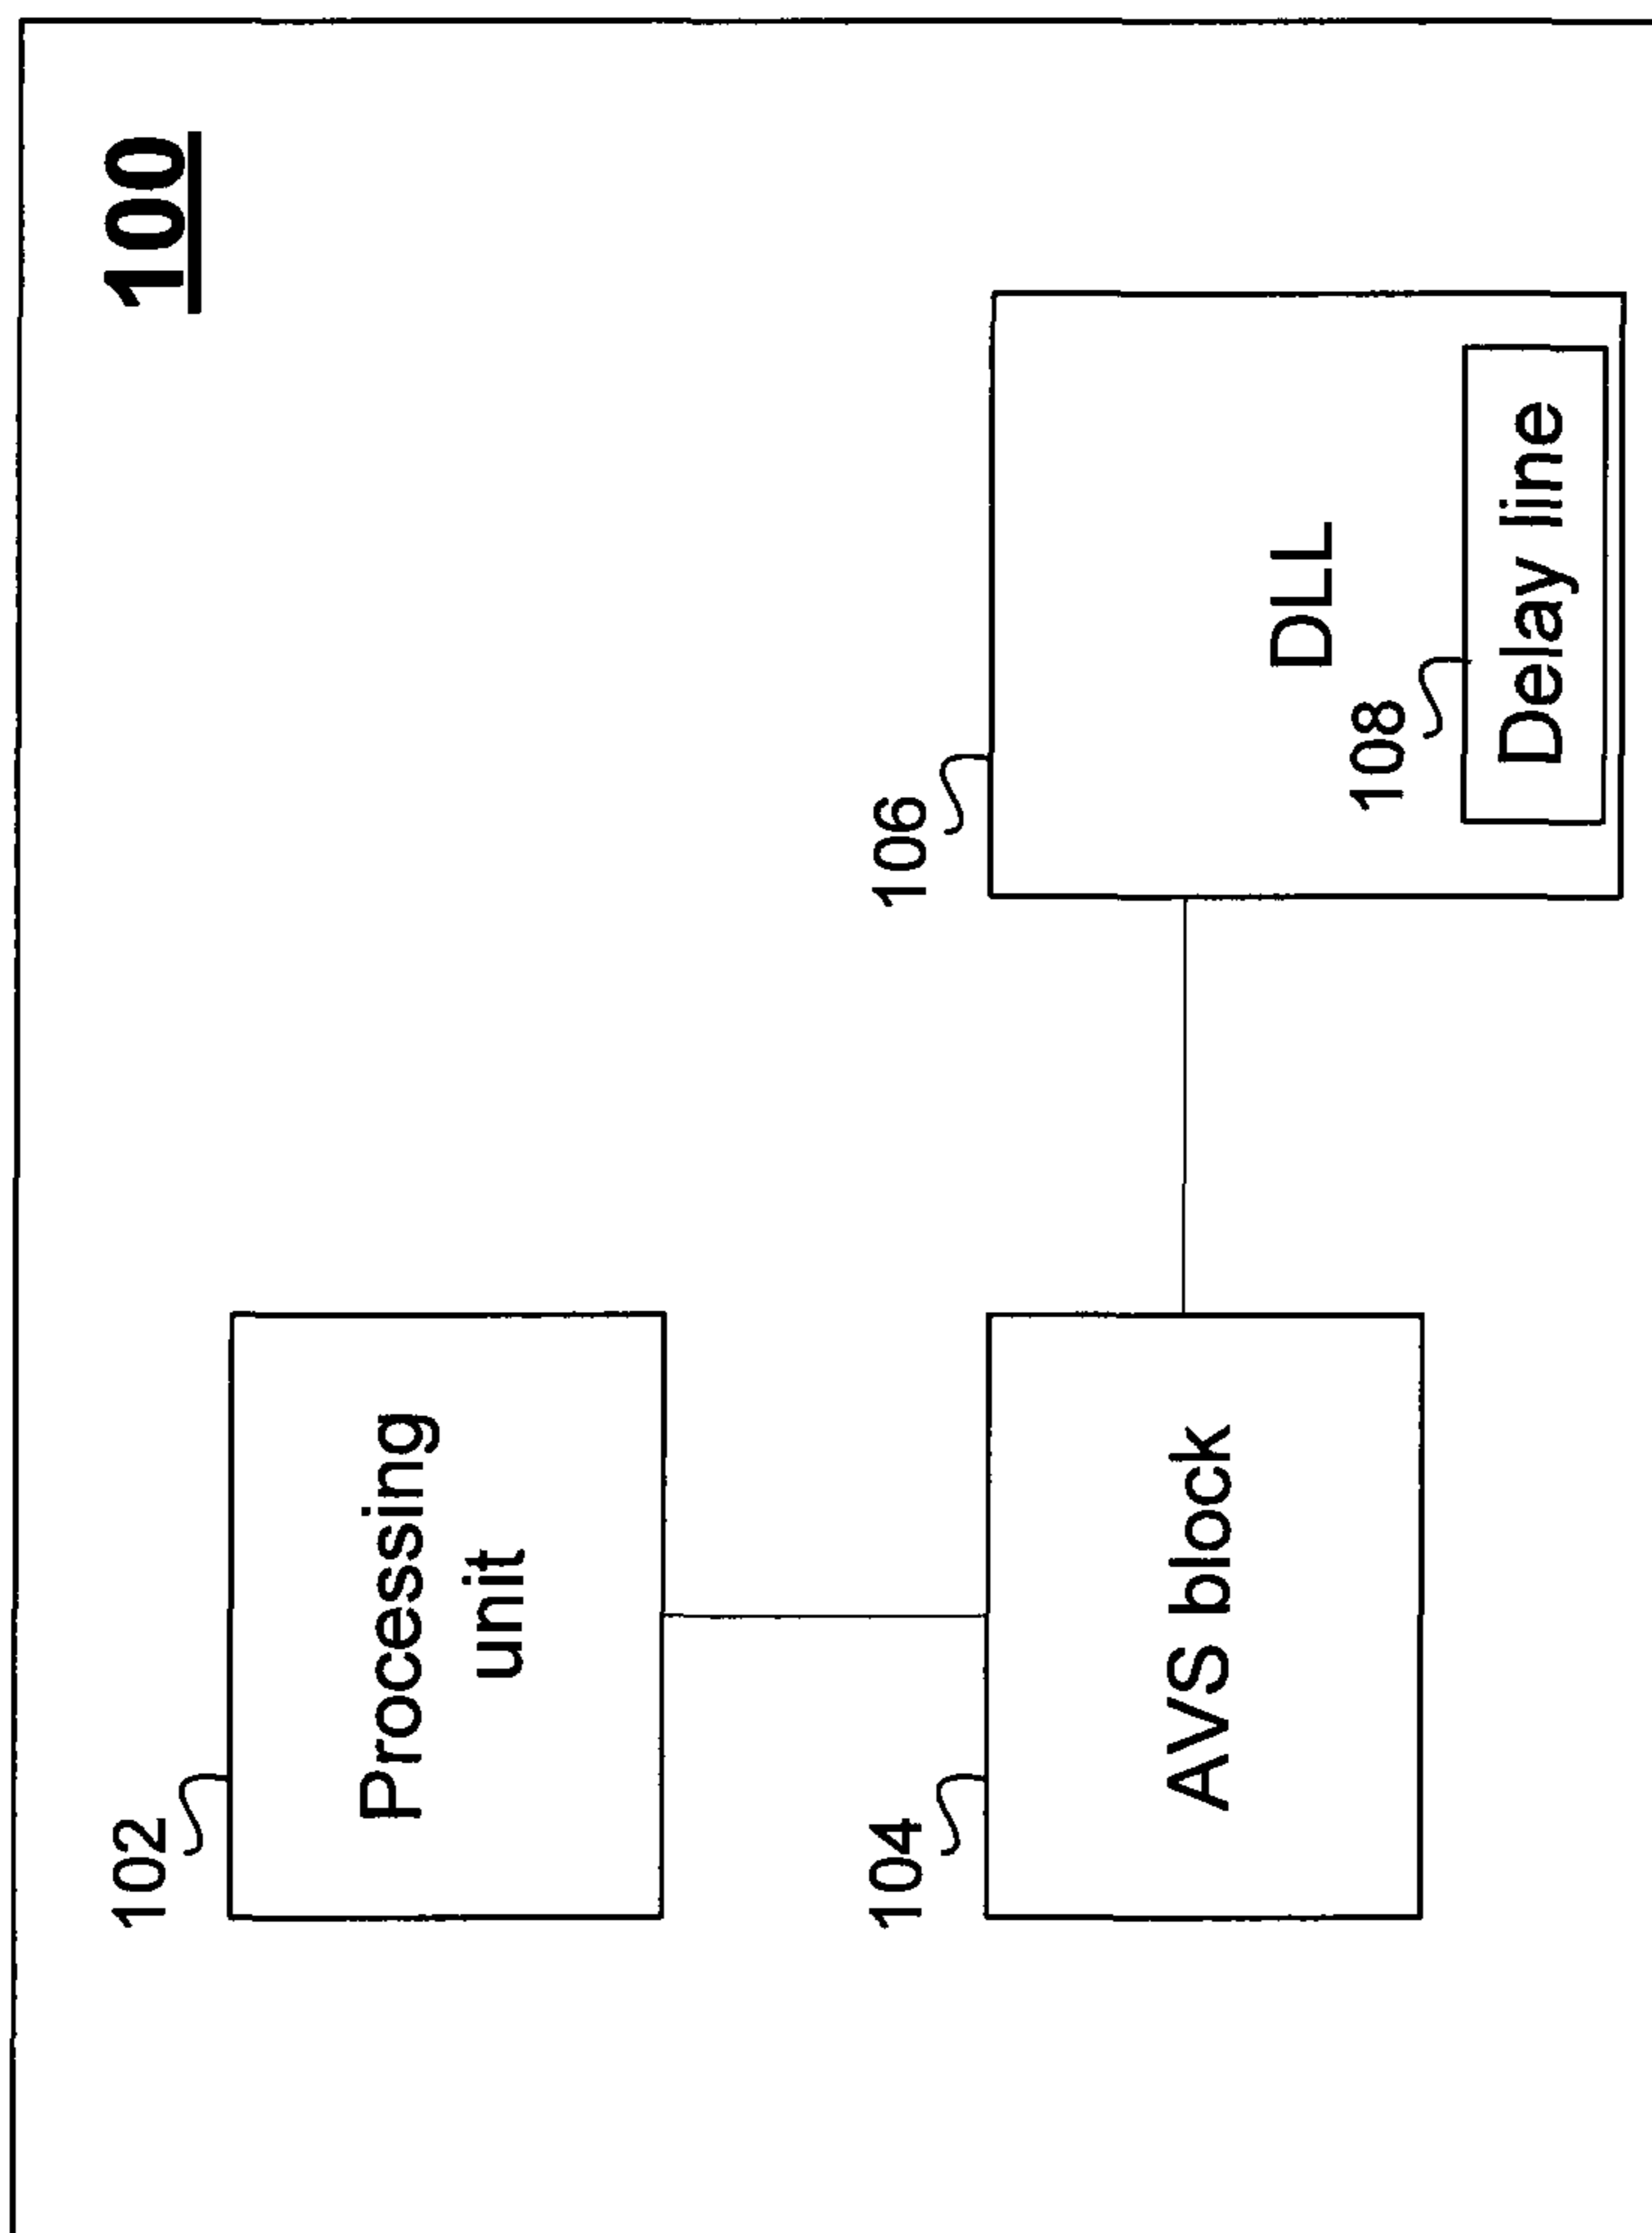 100
102
Processing
unit
104
AVS block
106
DLL
108
Delay line